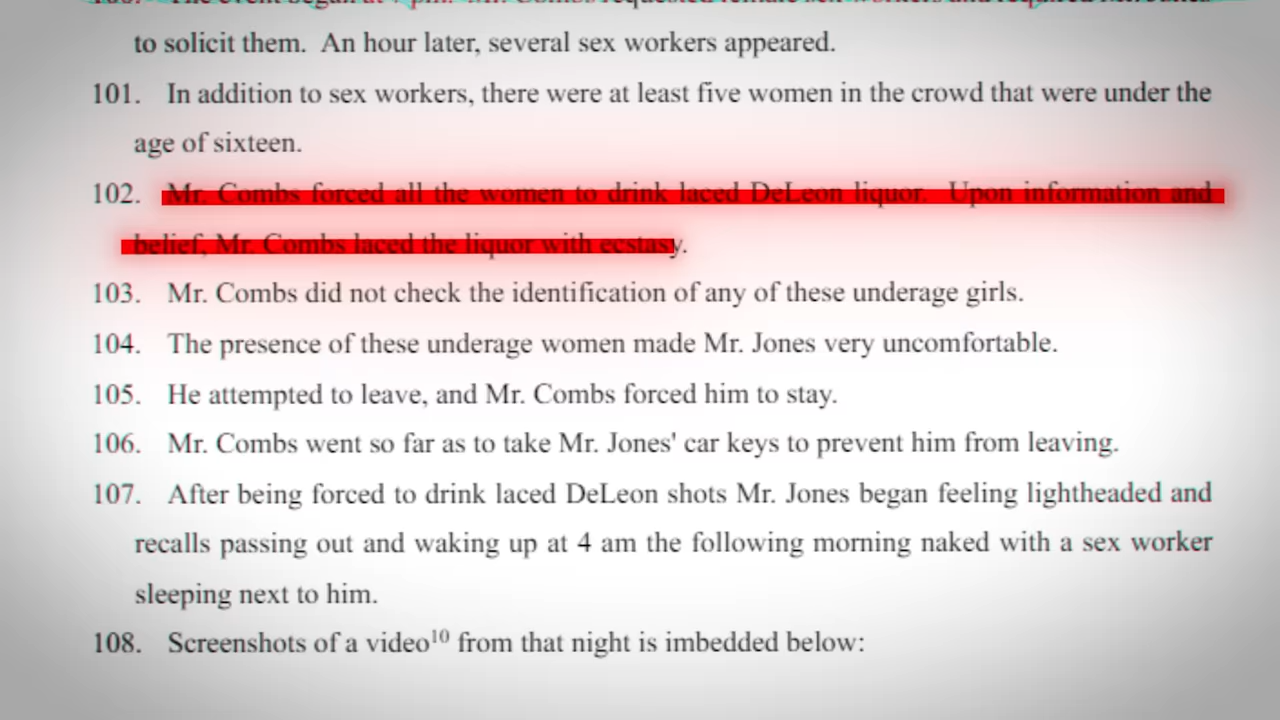 to solicit them. An hour later, several sex workers appeared.
101. In addition to sex workers, there were at least five women in the crowd that were under the
age of sixteen.
102. Mr. Combs forced all the women to drink laced DeLeon liquor. Upon information and
belief, Mr. Combs laced the liquor with ecstasy.
103. Mr. Combs did not check the identification of any of these underage girls.
104. The presence of these underage women made Mr. Jones very uncomfortable.
105. He attempted to leave, and Mr. Combs forced him to stay.
106. Mr. Combs went so far as to take Mr. Jones' car keys to prevent him from leaving.
107. After being forced to drink laced DeLeon shots Mr. Jones began feeling lightheaded and
recalls passing out and waking up at 4 am the following morning naked with a sex worker
sleeping next to him.
108. Screenshots of a video10 from that night is imbedded below: